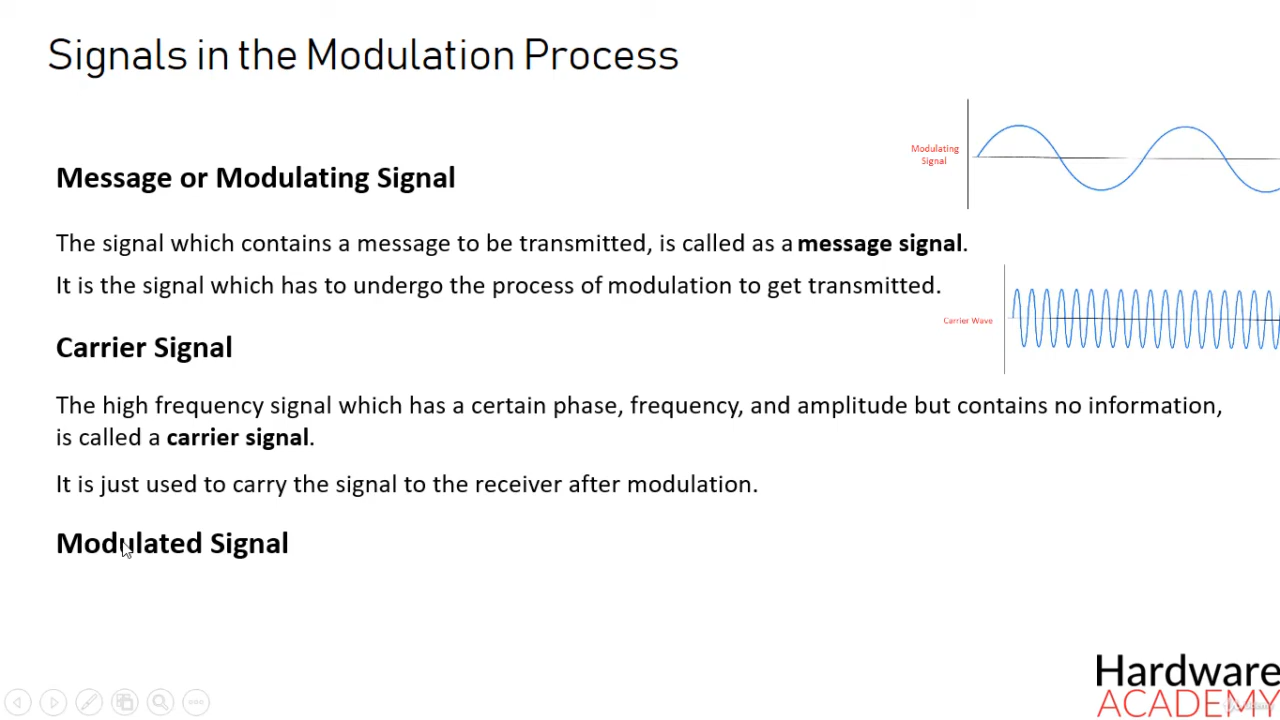 Signals in the Modulation Process
Message or Modulating Signal
Modulating
Signal
The signal which contains a message to be transmitted, is called as a message signal.
It is the signal which has to undergo the process of modulation to get transmitted.
Carrier Wave
Carrier Signal
The high frequency signal which has a certain phase, frequency, and amplitude but contains no information,
is called a carrier signal.
It is just used to carry the signal to the receiver after modulation.
Modulated Signal
Hardware
ACADEMY